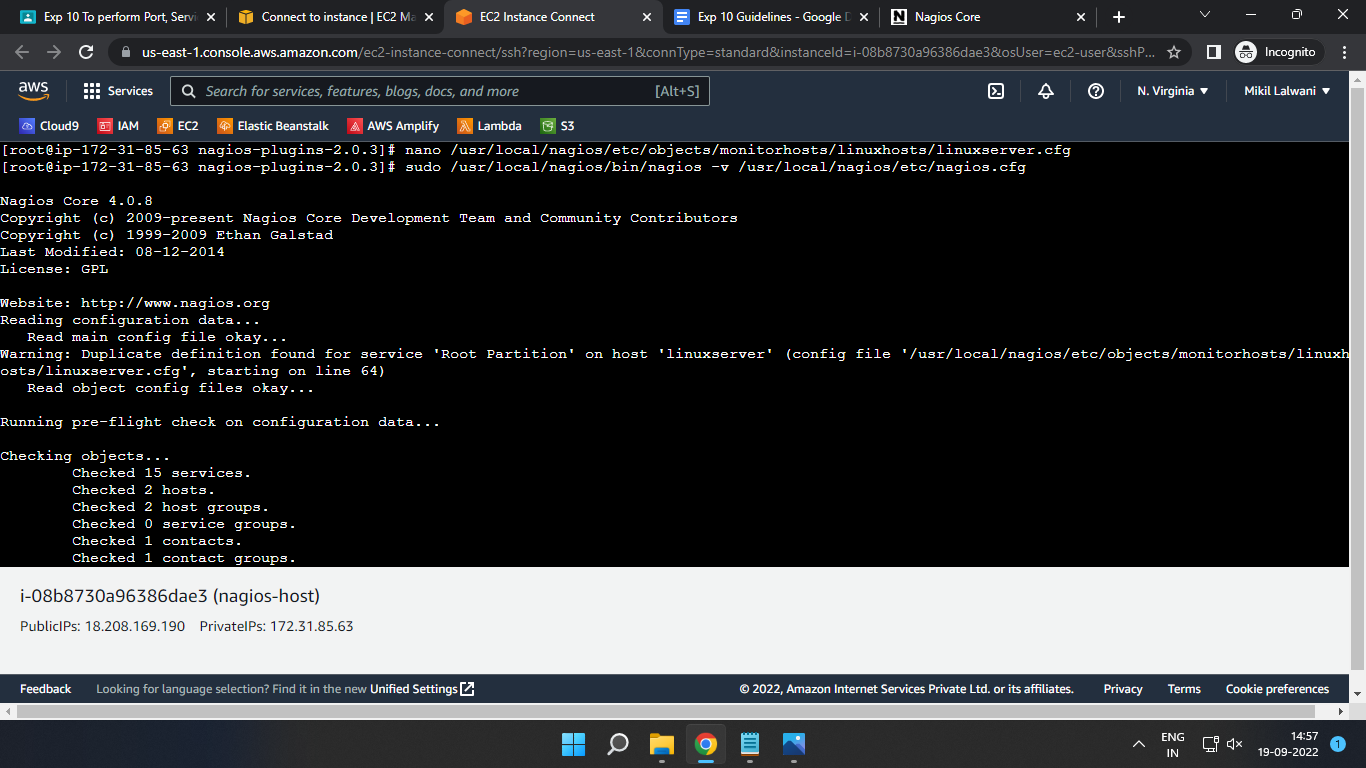 Exp 10 To perform Port, Servi
Connect to instance | EC2 Ma
EC2 Instance Connect
Exp 10 Guidelines - Google D
Nagios Core
us-east-1.console.aws.amazon.com/ec2-instance-connect/ssh?region=us-east-1&connType=standard&instanceId=i-08b8730a96386dae3&osUser=ec2-user&sshP...
Incognito
aws
Services
Search for services, features, blogs, docs, and more
[Alt+S]
N. Virginia
Mikil Lalwani
Cloud9
IAM
EC2
Elastic Beanstalk
AWS Amplify
Lambda
S3
[root@ip-172-31-85-63 nagios-plugins-2.0.3]# nano /usr/local/nagios/etc/objects/monitorhosts/linuxhosts/linuxserver.cfg
[root@ip-172-31-85-63 nagios-plugins-2.0.3]# sudo /usr/local/nagios/bin/nagios -v /usr/local/nagios/etc/nagios.cfg
Nagios Core 4.0.8
Copyright (c) 2009-present Nagios Core Development Team and Community Contributors
Copyright (c) 1999-2009 Ethan Galstad
Last Modified: 08-12-2014
License: GPL
Website: http://www.nagios.org
Reading configuration data...
Read main config file okay...
Warning: Duplicate definition found for service 'Root Partition' on host 'linuxserver' (config file '/usr/local/nagios/etc/objects/monitorhosts/linuxh
osts/linuxserver.cfg', starting on line 64)
Read object config files okay...
Running pre-flight check on configuration data...
Checking objects...
Checked 15 services.
Checked 2 hosts.
Checked 2 host groups.
Checked 0 service groups.
Checked 1 contacts.
Checked 1 contact groups.
i-08b8730a96386dae3 (nagios-host)
PublicIPs: 18.208.169.190 PrivateIPs: 172.31.85.63
Feedback
Looking for language selection? Find it in the new Unified Settings
© 2022, Amazon Internet Services Private Ltd. or its affiliates.
Privacy
Terms
Cookie preferences
ENG
IN
14:57
19-09-2022
1